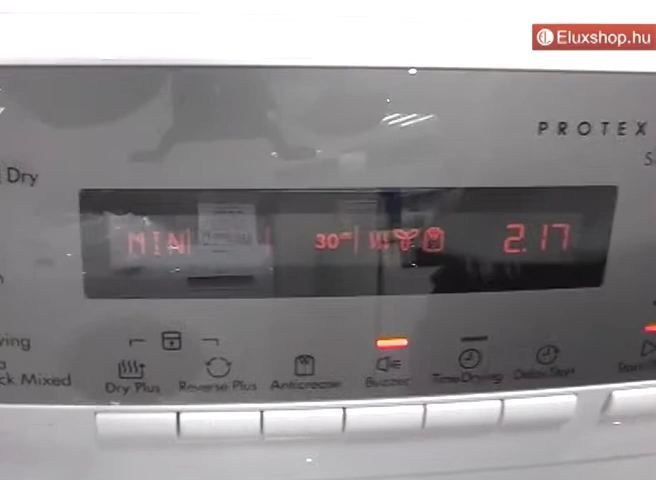 Eluxshop.hu
PROTEX
Dry
MIN 30 2.17
Mixed
Dry Plus Reverse Plus Anticrease Buzzer Time Drying Delay Start